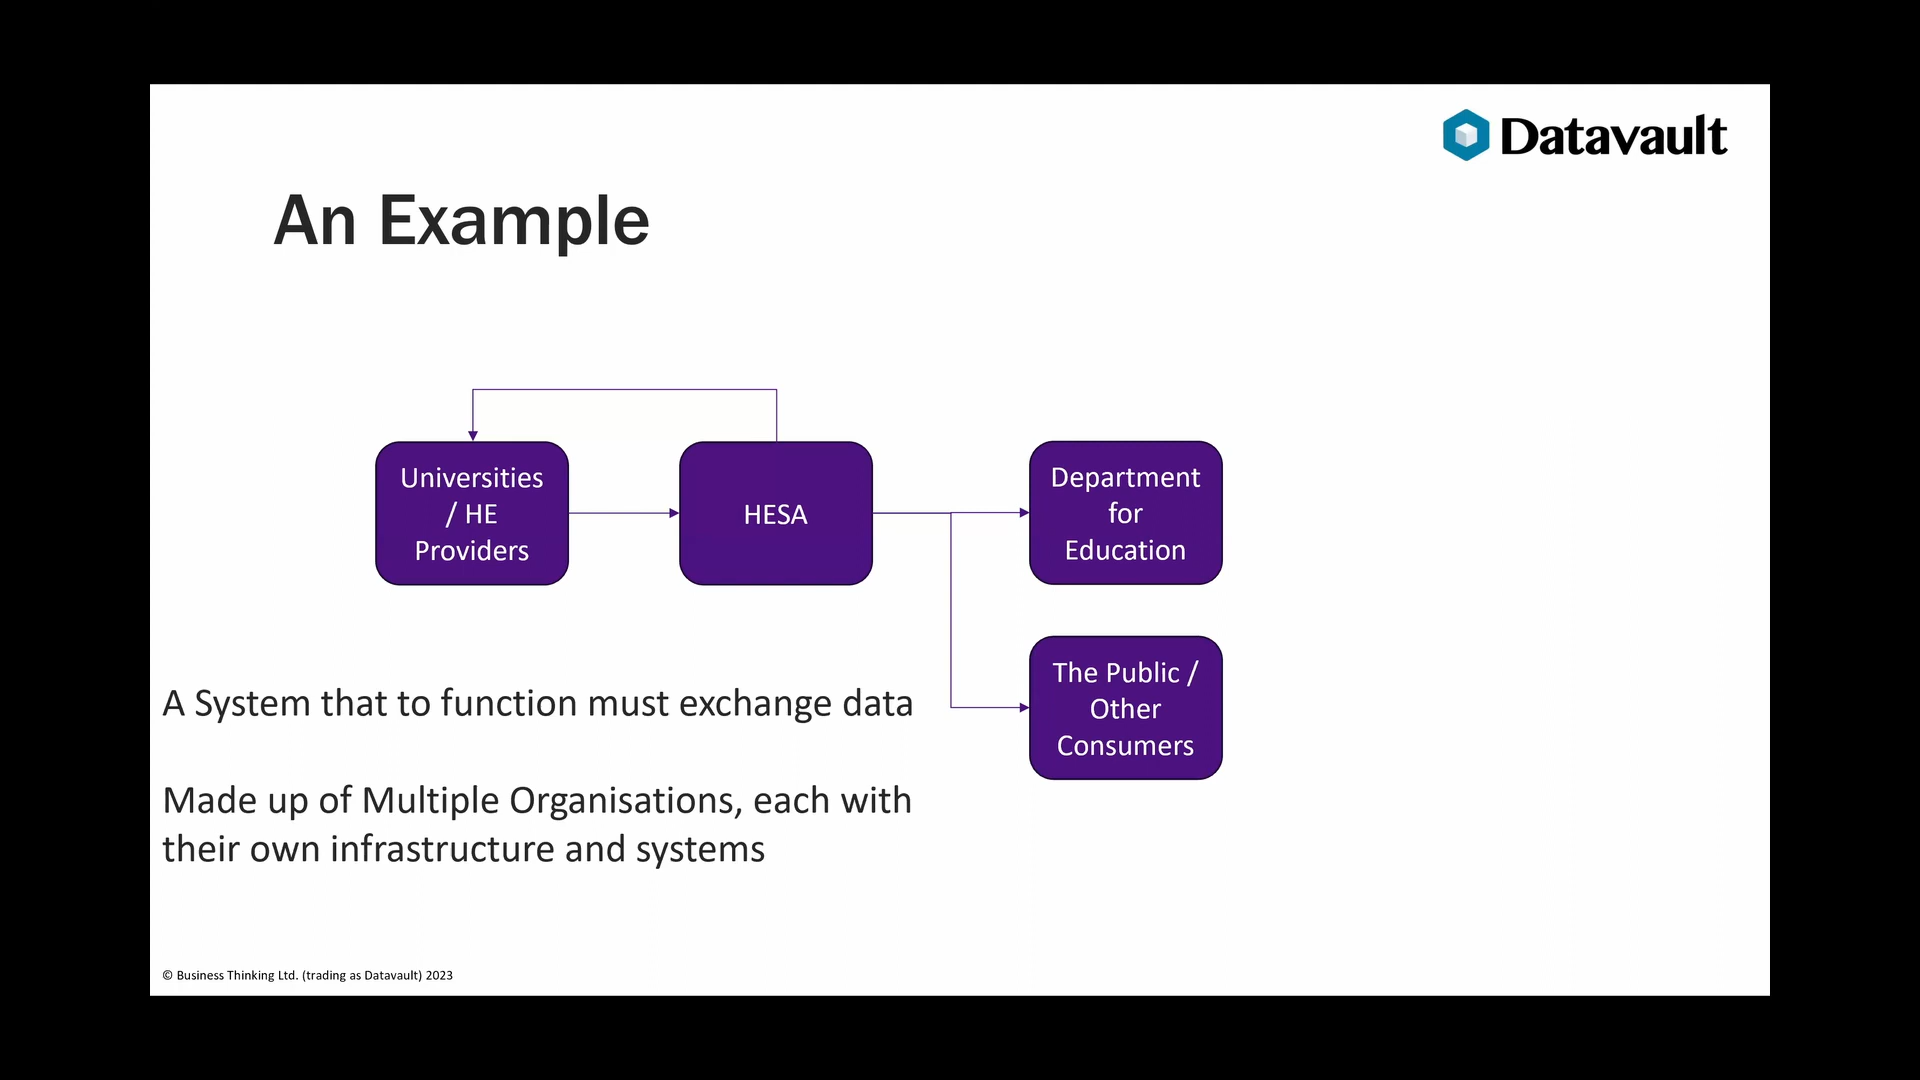 Datavault
An Example
Universities
/ HE
Providers
HESA
Department
for
Education
The Public /
Other
Consumers
A System that to function must exchange data
Made up of Multiple Organisations, each with
their own infrastructure and systems
© Business Thinking Ltd. (trading as Datavault) 2023